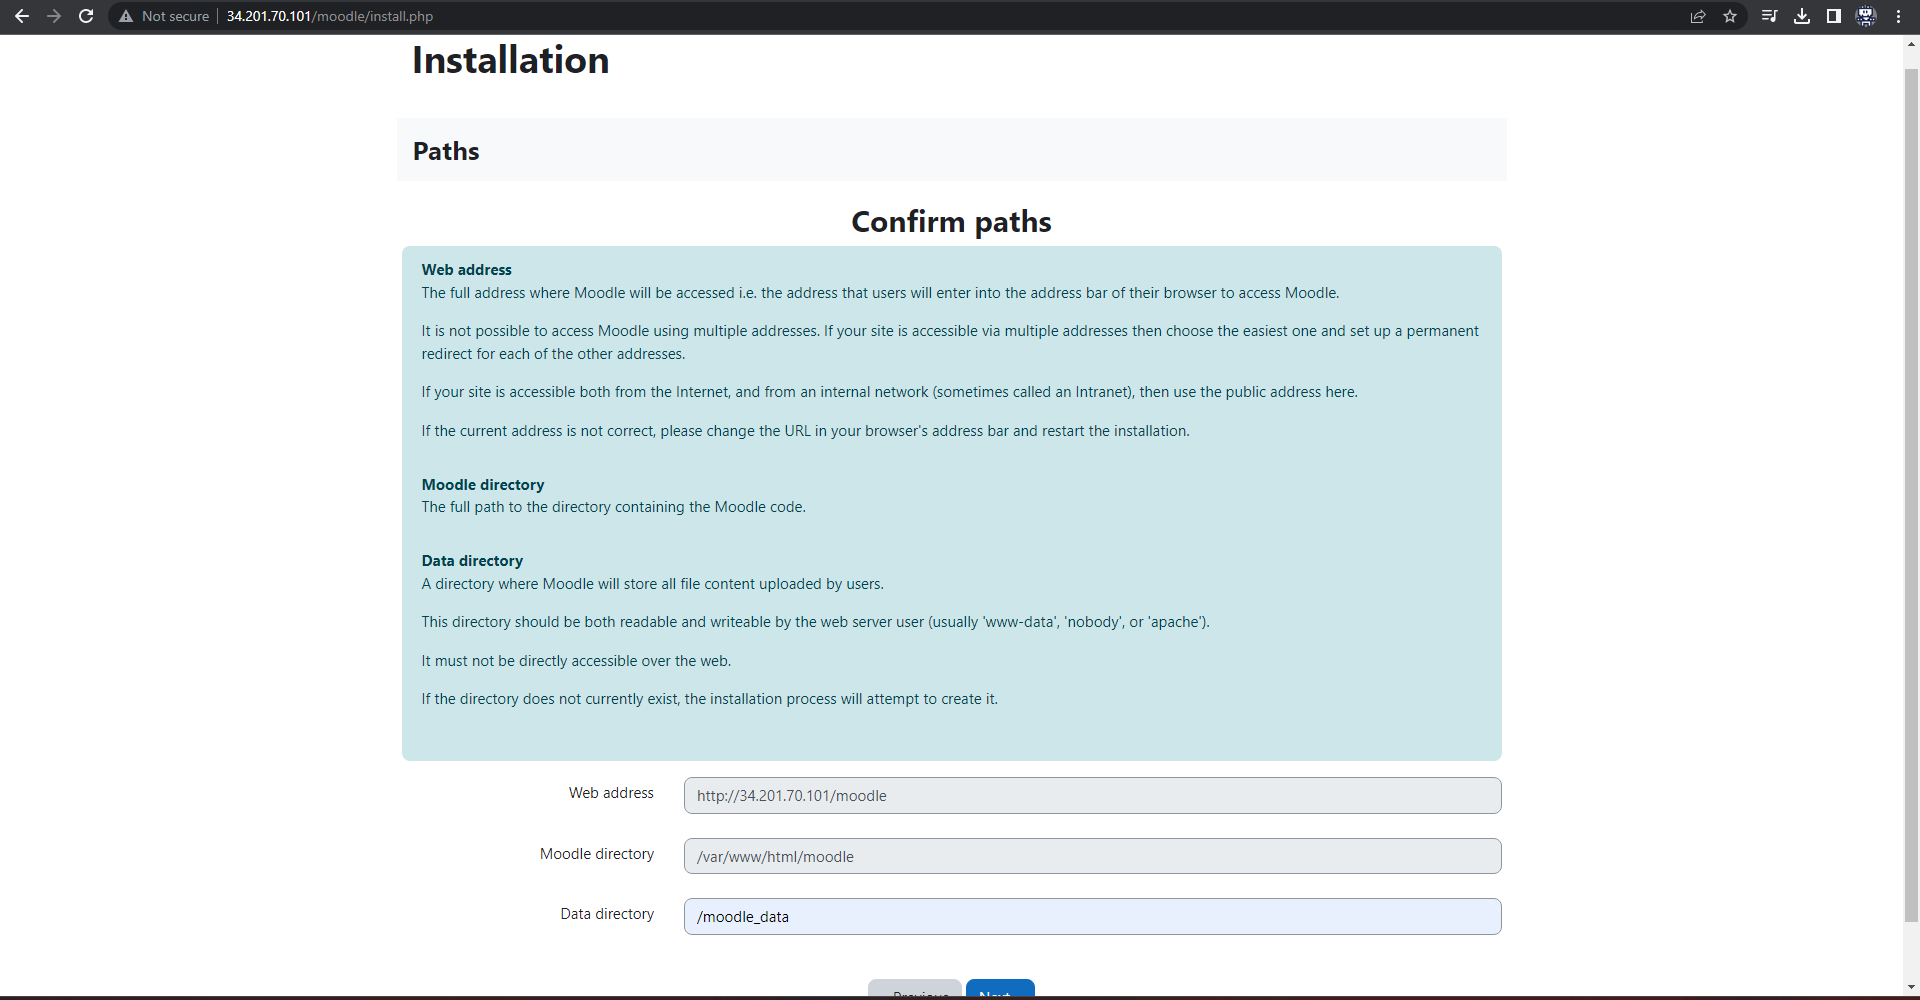 Not secure
34.201.70.101/moodle/install.php
Installation
Paths
Confirm paths
Web address
The full address where Moodle will be accessed i.e. the address that users will enter into the address bar of their browser to access Moodle.
It is not possible to access Moodle using multiple addresses. If your site is accessible via multiple addresses then choose the easiest one and set up a permanent
redirect for each of the other addresses.
If your site is accessible both from the Internet, and from an internal network (sometimes called an Intranet), then use the public address here.
If the current address is not correct, please change the URL in your browser's address bar and restart the installation.
Moodle directory
The full path to the directory containing the Moodle code.
Data directory
A directory where Moodle will store all file content uploaded by users.
This directory should be both readable and writeable by the web server user (usually 'www-data', 'nobody', or 'apache').
It must not be directly accessible over the web.
If the directory does not currently exist, the installation process will attempt to create it.
Web address
http://34.201.70.101/moodle
Moodle directory
/var/www/html/moodle
Data directory
/moodle_data
Previous
Next